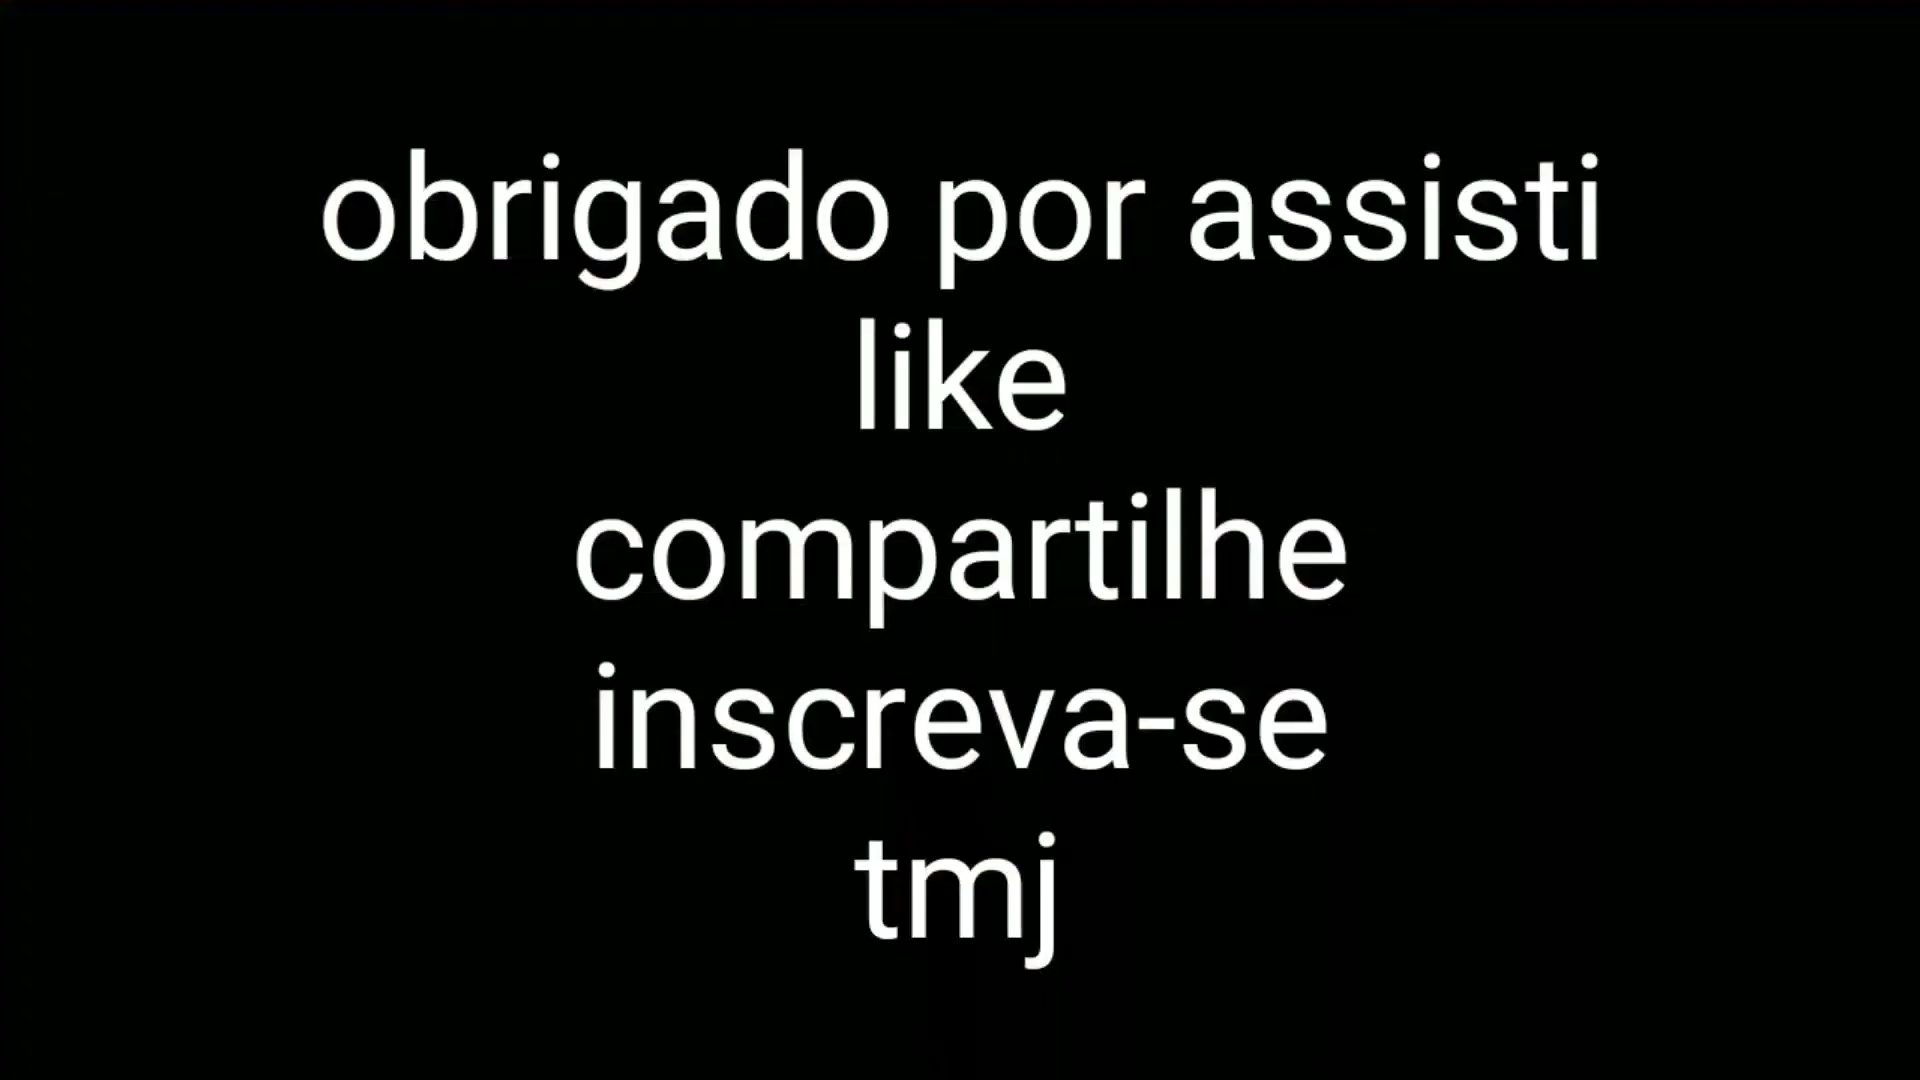 obrigado por assisti
like
compartilhe
inscreva-se
tmj